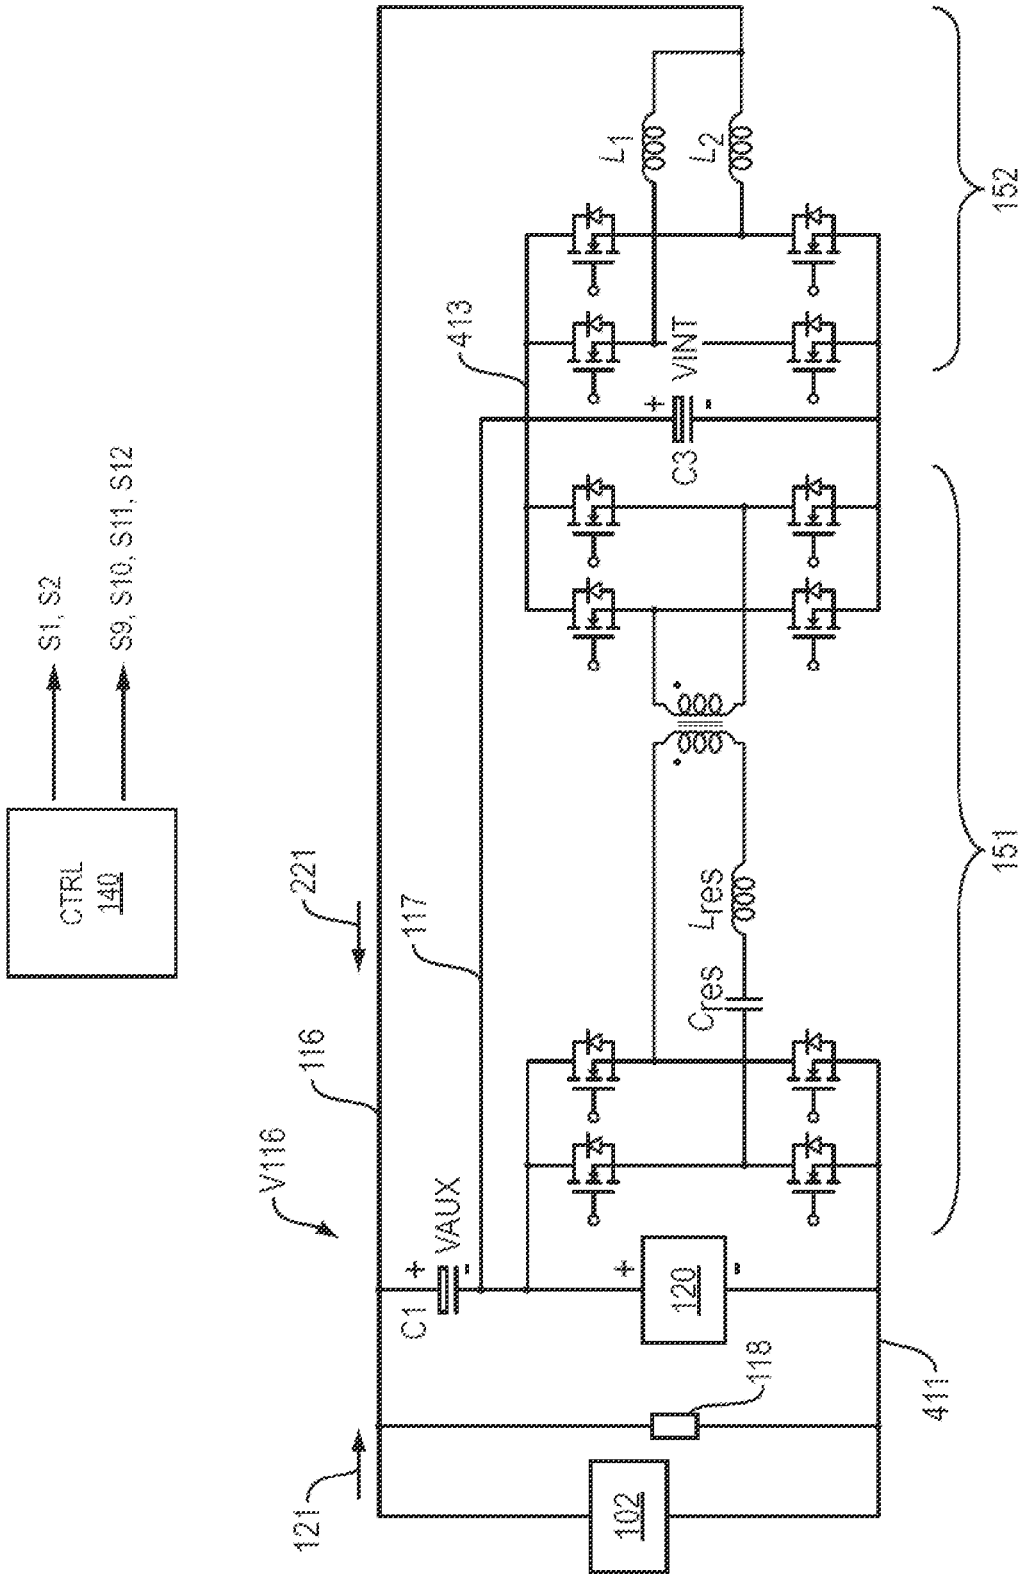 CTRL
140
S1, S2
S9, S10, S11, S12
121
V116
116
221
117
413
C1
+
VAUX
-
102
118
+
120
-
411
Cres
Lres
C3
+
VINT
-
L1
L2
151
152